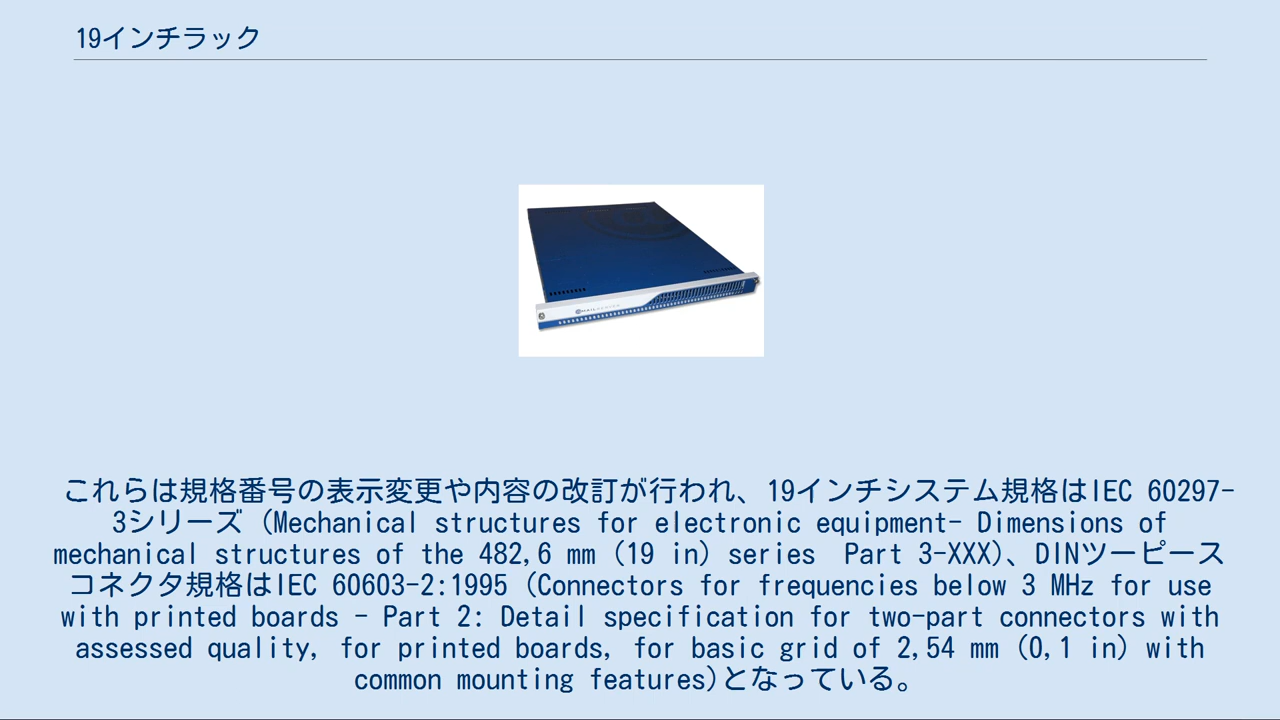 19インチラック
これらは規格番号の表示変更や内容の改訂が行われ、19インチシステム規格はIEC 60297-
3シリーズ (Mechanical structures for electronic equipment- Dimensions of
mechanical structures of the 482,6 mm (19 in) series  Part 3-XXX)、DINツーピース
コネクタ規格はIEC 60603-2:1995 (Connectors for frequencies below 3 MHz for use
with printed boards - Part 2: Detail specification for two-part connectors with
assessed quality, for printed boards, for basic grid of 2,54 mm (0,1 in) with
common mounting features)となっている。